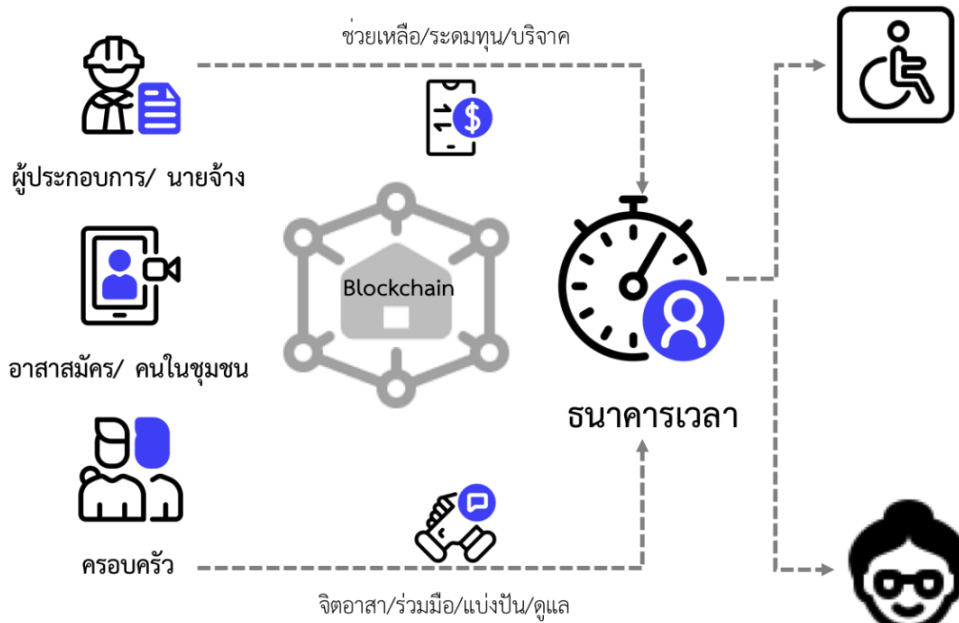 ช่วยเหลือ/ระดมทุน/บริจาค
$
ผู้ประกอบการ/ นายจ้าง
Blockchain
อาสาสมัคร/ คนในชุมชน
ธนาคารเวลา
ครอบครัว
จิตอาสา/ร่วมมือ/แบ่งปัน/ดูแล